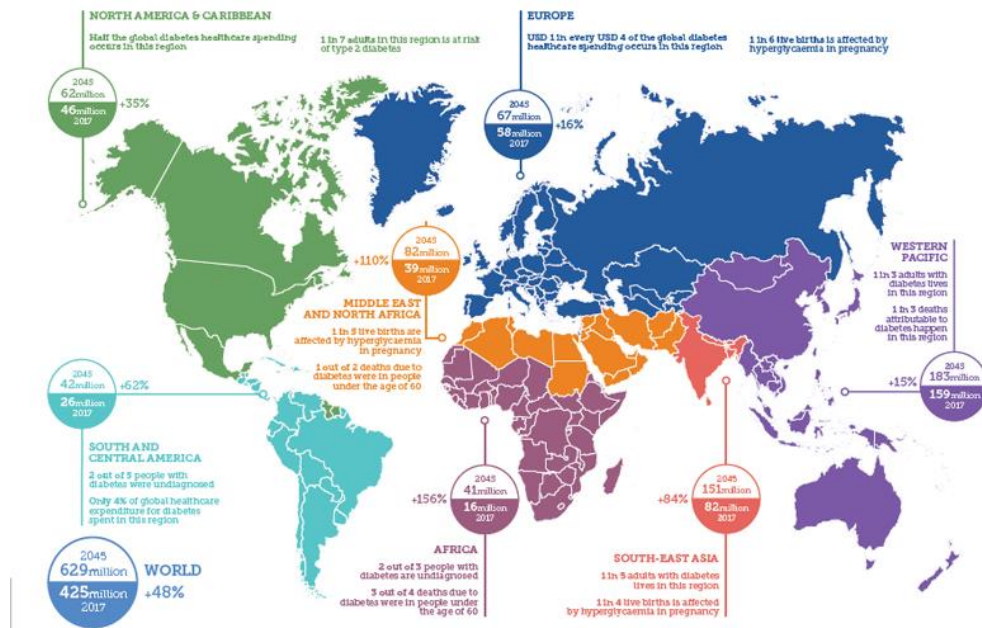 NORTH AMERICA & CARIBBEAN
Half the global diabetes healthcare spending
occurs in this region
1 in 7 adults in this region is at risk
of type 2 diabetes
2045
62million
46million
2017
+35%
EUROPE
USD 1 in every USD 4 of the global diabetes
healthcare spending occurs in this region
1 in 6 live births is affected by
hyperglycaemia in pregnancy
2045
67million
58million
2017
+16%
2045
82million
39million
2017
+110%
MIDDLE EAST
AND NORTH AFRICA
1 in 5 live births are
affected by hyperglycaemia
in pregnancy
1 out of 2 deaths due to
diabetes were in people
under the age of 60
WESTERN
PACIFIC
1 in 3 adults with
diabetes lives
in this region
1 in 3 deaths
attributable to
diabetes happen
in this region
+15%
2045
183million
159million
2017
2045
42million
26million
2017
+62%
SOUTH AND
CENTRAL AMERICA
2 out of 5 people with
diabetes were undiagnosed
Only 4% of global healthcare
expenditure for diabetes
spent in this region
+156%
2045
41million
16million
2017
AFRICA
2 out of 3 people with
diabetes are undiagnosed
3 out of 4 deaths due to
diabetes were in people under
the age of 60
+84%
2045
151million
82million
2017
SOUTH-EAST ASIA
1 in 5 adults with diabetes
lives in this region
1 in 4 live births is affected
by hyperglycaemia in pregnancy
2045
629million
425million
2017
WORLD
+48%